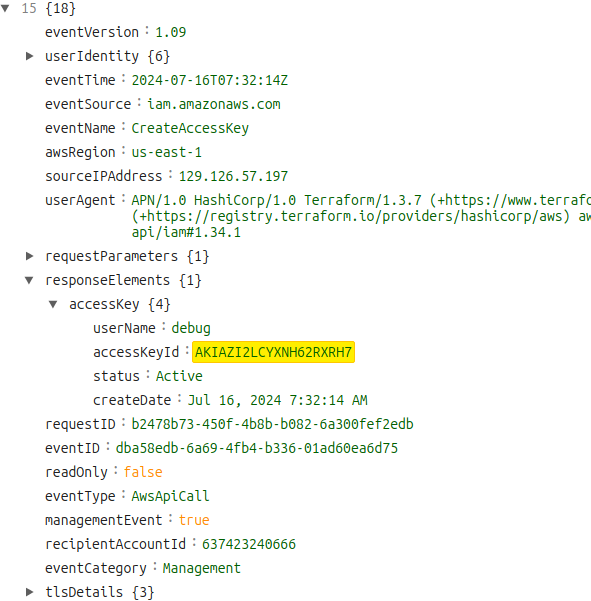 15 {18}
eventVersion : 1.09
userIdentity {6}
eventTime : 2024-07-16T07:32:14Z
eventSource : iam.amazonaws.com
eventName : CreateAccessKey
awsRegion : us-east-1
sourceIPAddress : 129.126.57.197
userAgent : APN/1.0 HashiCorp/1.0 Terraform/1.3.7 (+https://www.terrafo
(+https://registry.terraform.io/providers/hashicorp/aws) aw
api/iam#1.34.1
requestParameters {1}
responseElements {1}
accessKey {4}
userName : debug
accessKeyId : AKIAZI2LCYXNH62RXRH7
status : Active
createDate : Jul 16, 2024 7:32:14 AM
requestID : b2478b73-450f-4b8b-b082-6a300fef2edb
eventID : dba58edb-6a69-4fb4-b336-01ad60ea6d75
readOnly : false
eventType : AwsApiCall
managementEvent : true
recipientAccountId : 637423240666
eventCategory : Management
tlsDetails {3}